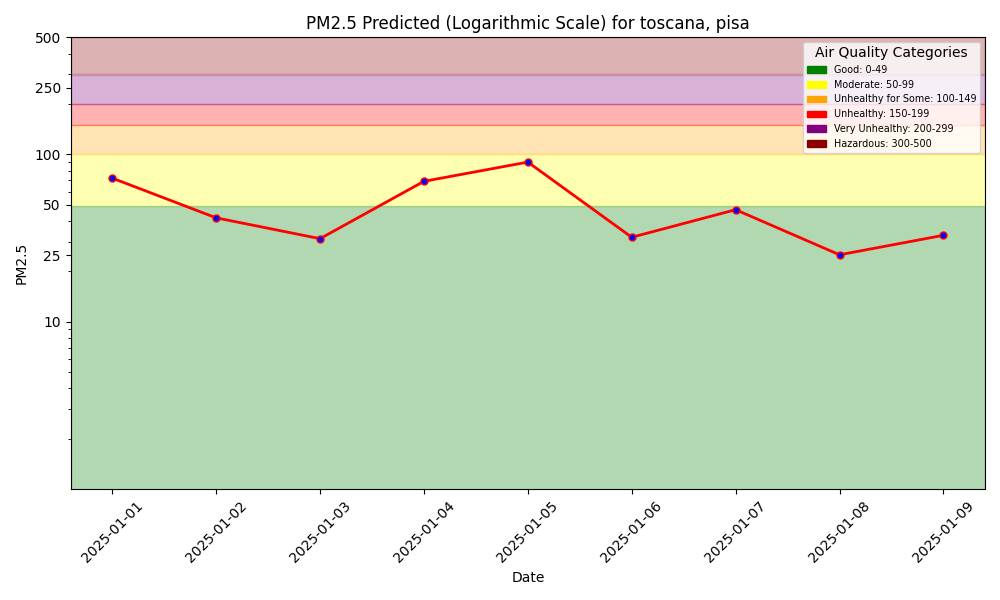 PM2.5 Predicted (Logarithmic Scale) for toscana, pisa
Air Quality Categories
Good: 0-49
Moderate: 50-99
Unhealthy for Some: 100-149
Unhealthy: 150-199
Very Unhealthy: 200-299
Hazardous: 300-500
500
250
100
50
25
10
PM2.5
2025-01-01
2025-01-02
2025-01-03
2025-01-04
2025-01-05
2025-01-06
2025-01-07
2025-01-08
2025-01-09
Date